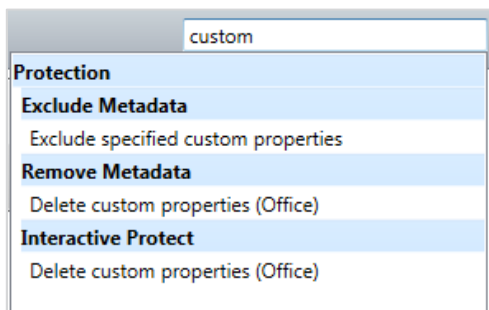 custom
Protection
Exclude Metadata
Exclude specified custom properties
Remove Metadata
Delete custom properties (Office)
Interactive Protect
Delete custom properties (Office)